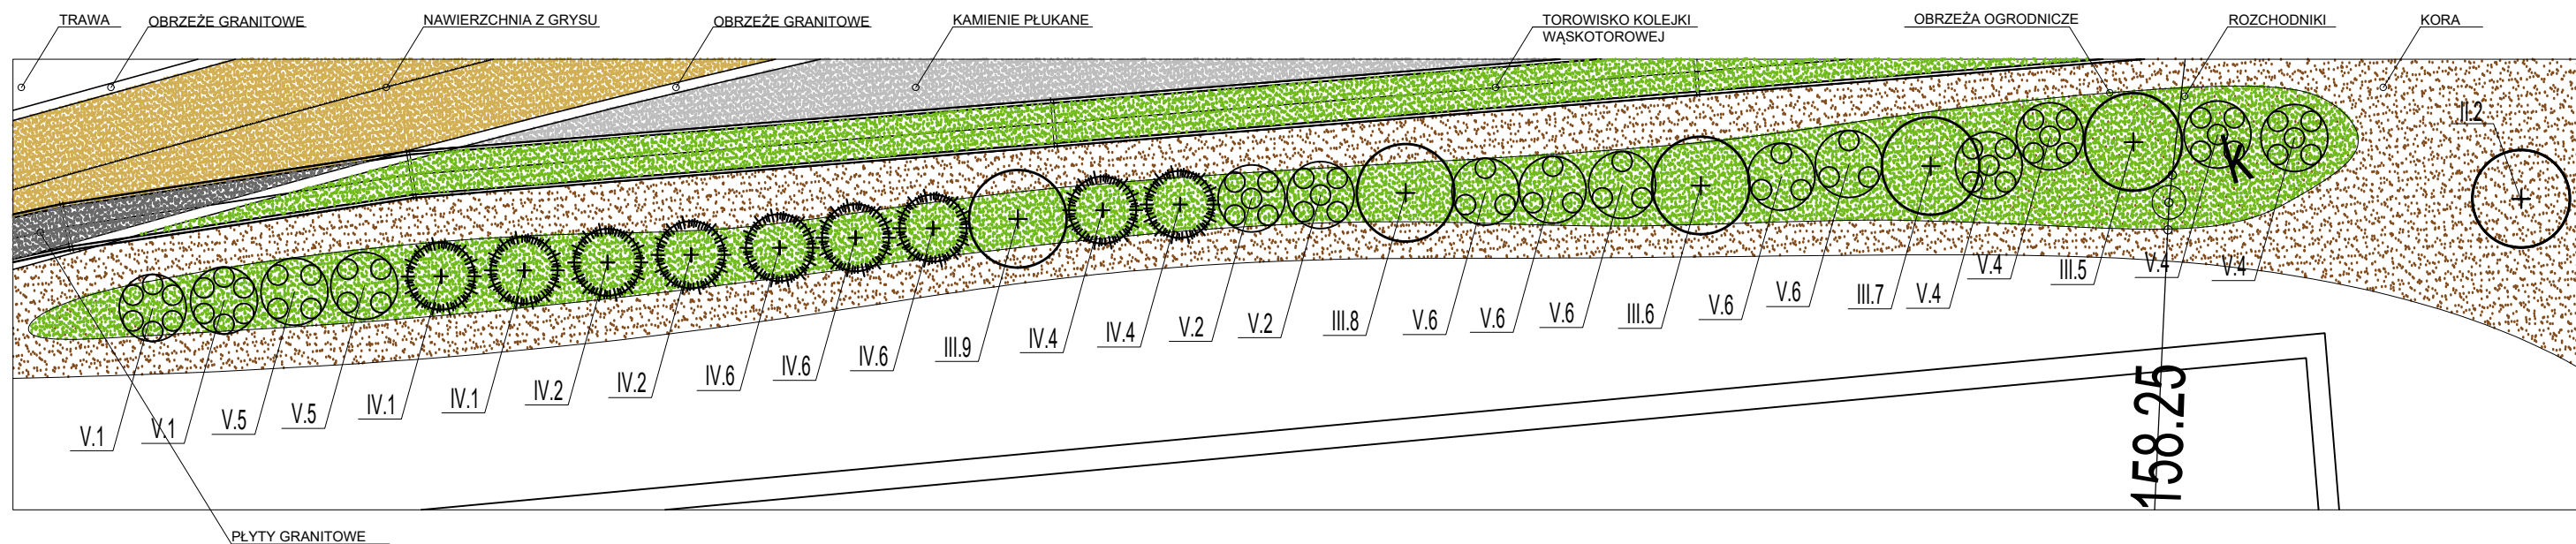 TRAWA
OBRZEŻE GRANITOWE
NAWIERZCHNIA Z GRYSU
OBRZEŻE GRANITOWE
KAMIENIE PŁUKANE
TOROWISKO KOLEJKI
WĄSKOTOROWEJ
OBRZEŻA OGRODNICZE
ROZCHODNIKI
KORA
II.2
k
V.1
V.1
V.5
V.5
IV.1
IV.1
IV.2
IV.2
IV.6
IV.6
IV.6
III.9
IV.4
IV.4
V.2
V.2
III.8
V.6
V.6
V.6
III.6
V.6
V.6
III.7
V.4
V.4
III.5
V.4
V.4
158.25
PŁYTY GRANITOWE